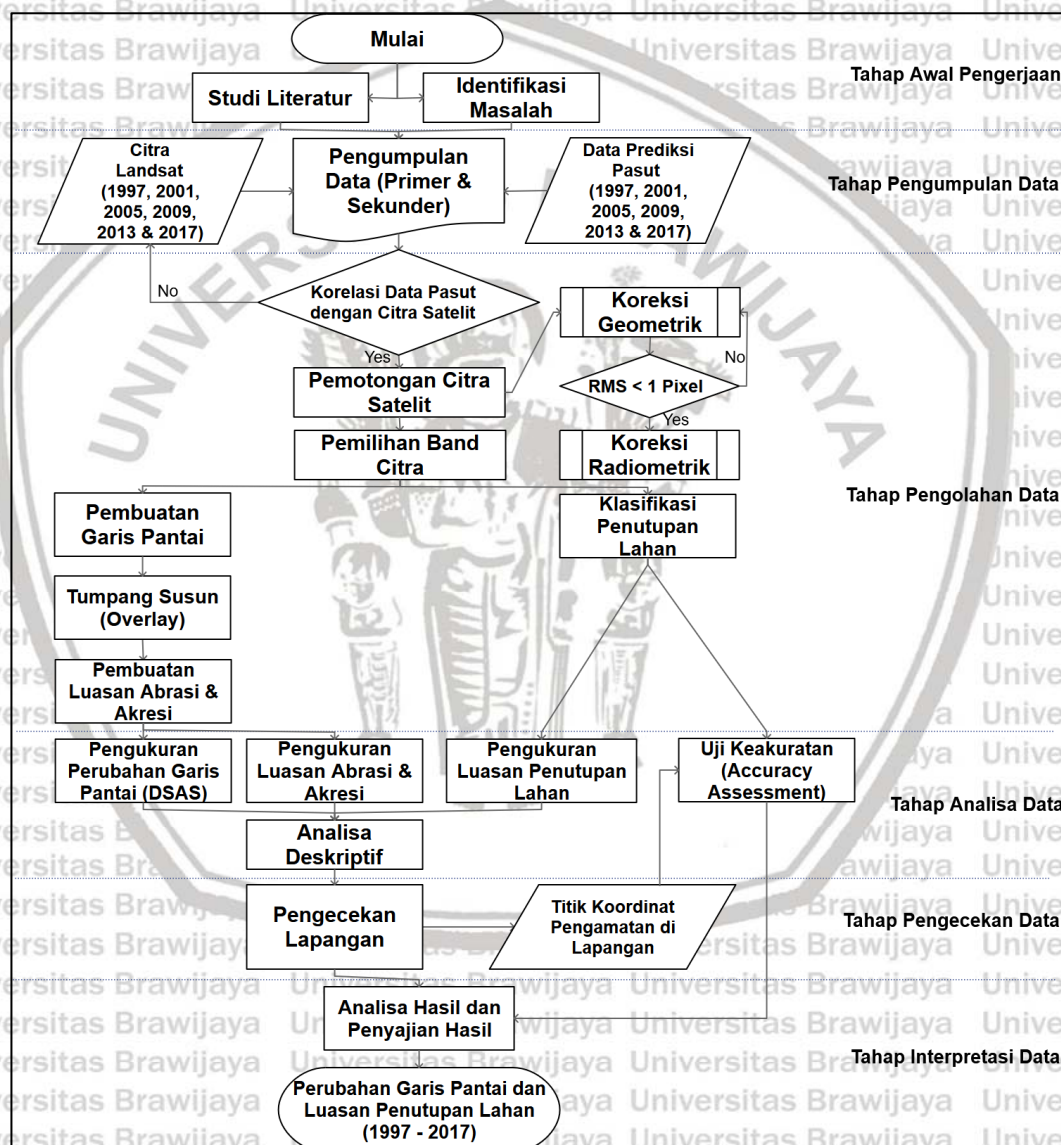 Mulai
Tahap Awal Pengerjaan
Studi Literatur
Identifikasi
Masalah
Citra
Landsat
(1997, 2001,
2005, 2009,
2013 & 2017)
Pengumpulan
Data (Primer &
Sekunder)
Data Prediksi
Pasut
(1997, 2001,
2005, 2009,
2013 & 2017)
Tahap Pengumpulan Data
No
Korelasi Data Pasut
dengan Citra Satelit
Yes
Koreksi
Geometrik
No
RMS < 1 Pixel
Yes
Pemotongan Citra
Satelit
Pemilihan Band
Citra
Koreksi
Radiometrik
Tahap Pengolahan Data
Pembuatan
Garis Pantai
Klasifikasi
Penutupan
Lahan
Tumpang Susun
(Overlay)
Pembuatan
Luasan Abrasi &
Akresi
Pengukuran
Perubahan Garis
Pantai (DSAS)
Pengukuran
Luasan Abrasi &
Akresi
Pengukuran
Luasan Penutupan
Lahan
Uji Keakuratan
(Accuracy
Assessment)
Tahap Analisa Data
Analisa
Deskriptif
Pengecekan
Lapangan
Titik Koordinat
Pengamatan di
Lapangan
Tahap Pengecekan Data
Analisa Hasil dan
Penyajian Hasil
Tahap Interpretasi Data
Perubahan Garis Pantai dan
Luasan Penutupan Lahan
(1997 - 2017)